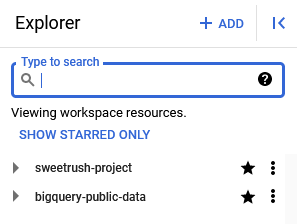 Explorer
+ ADD
Type to search
Viewing workspace resources.
SHOW STARRED ONLY
sweetrush-project
bigquery-public-data